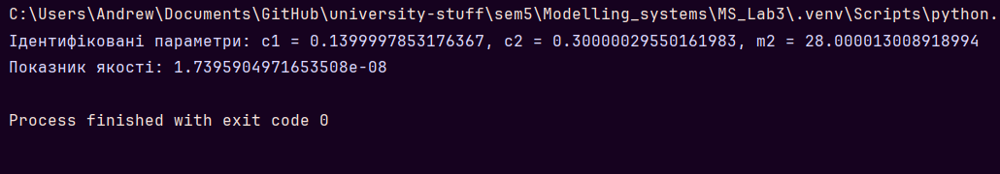 C:\Users\Andrew\Documents\GitHub\university-stuff\sem5\Modelling_systems\MS_Lab3\.venv\Scripts\python.
Ідентифіковані параметри: c1 = 0.1399997853176367, c2 = 0.30000029550161983, m2 = 28.000013008918994
Показник якості: 1.7395904971653508e-08
Process finished with exit code 0